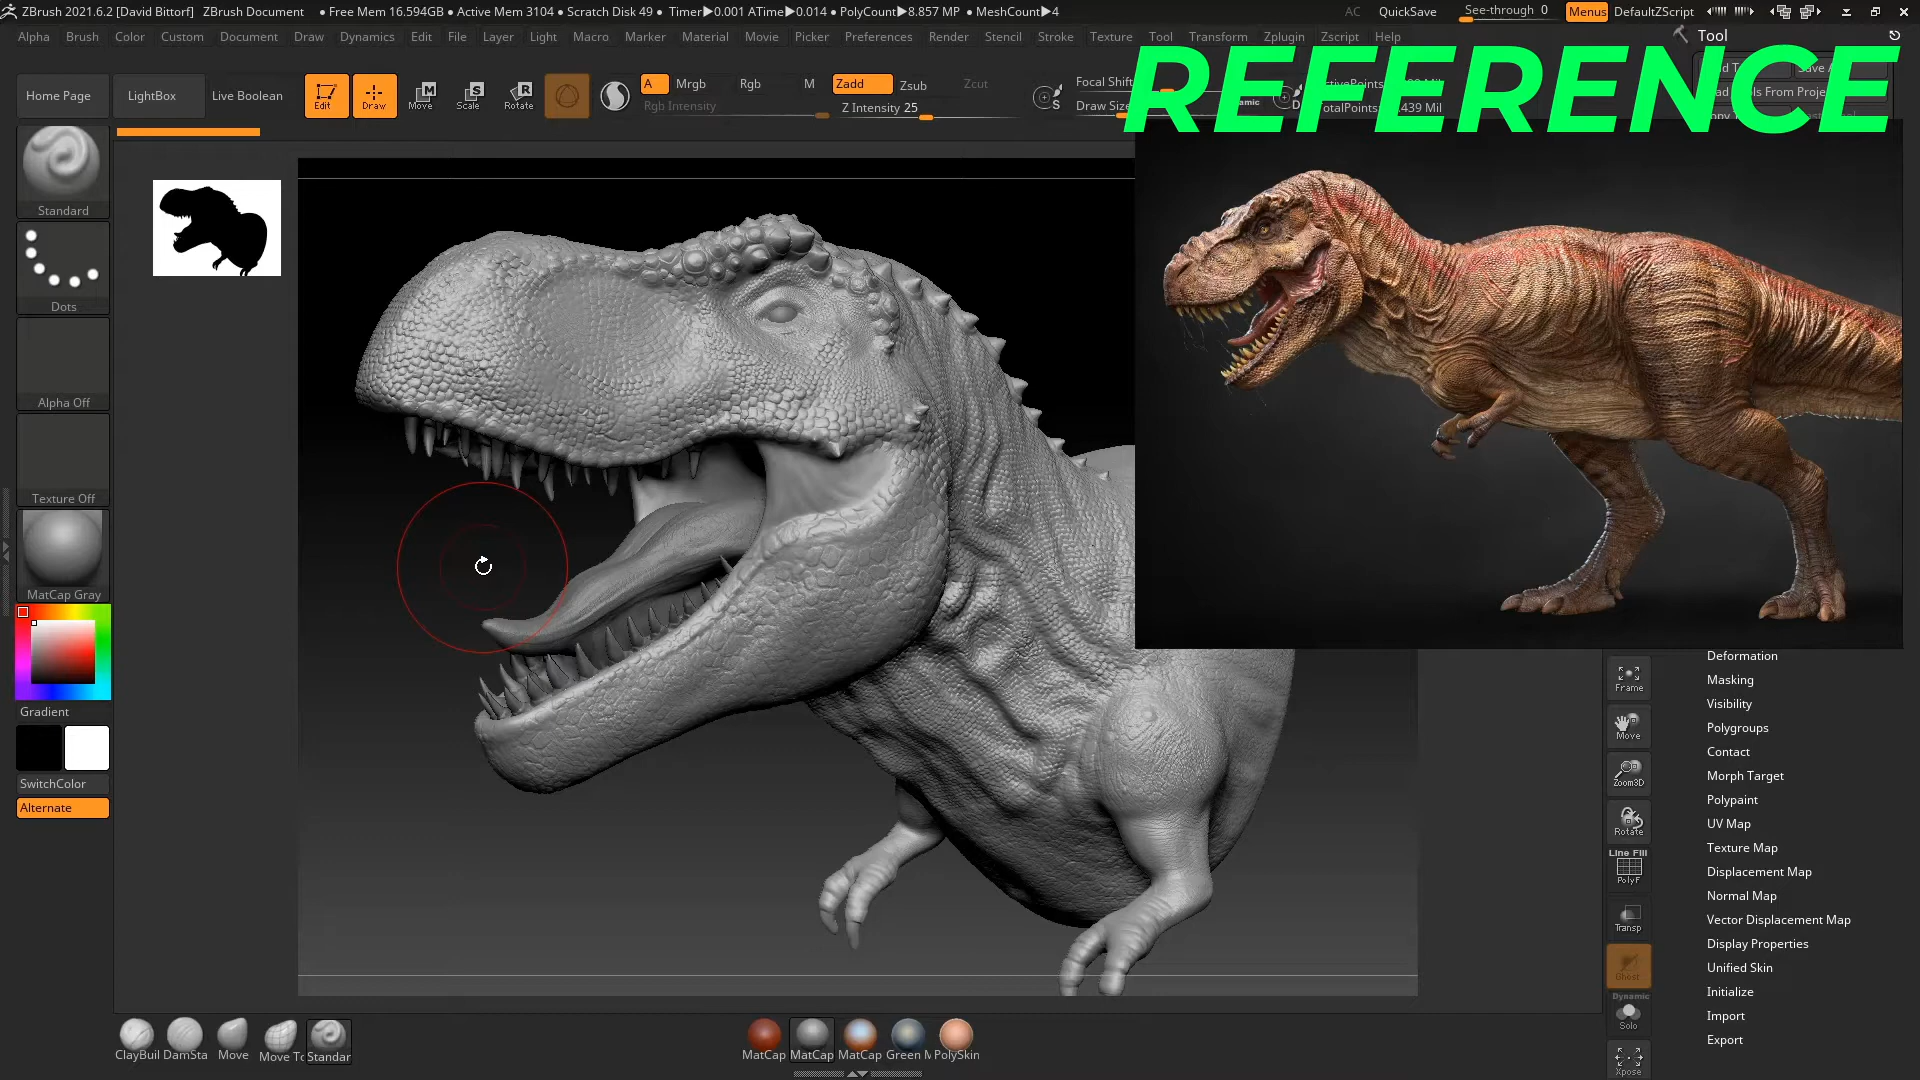 ZBrush 2021.6.2 [David Bittorf] ZBrush Document • Free Mem 16.594GB • Active Mem 3104 • Scratch Disk 49 • Timer▶0.001 ATime▶0.014 • PolyCount▶8.857 MP • MeshCount▶4 AC QuickSave See-through 0 Menus DefaultZScript
Alpha Brush Color Custom Document Draw Dynamics Edit File Layer Light Macro Marker Material Movie Picker Preferences Render Stencil Stroke Texture Tool Transform Zplugin Zscript Help
Tool
REFERENCE
Home Page LightBox Live Boolean Edit Draw Move Scale Rotate
A Mrgb Rgb M Zadd Zsub Zcut
Rgb Intensity Z Intensity 25
Focal Shift
Draw Size
Standard
Dots
Alpha Off
Texture Off
MatCap Gray
Gradient
SwitchColor
Alternate
Frame
Move
Zoom3D
Rotate
Line Fill
PolyF
Transp
Ghost
Dynamic
Solo
Xpose
Deformation
Masking
Visibility
Polygroups
Contact
Morph Target
Polypaint
UV Map
Texture Map
Displacement Map
Normal Map
Vector Displacement Map
Display Properties
Unified Skin
Initialize
Import
Export
ClayBuil DamSta Move Move To Standar
MatCap MatCap MatCap Green M PolySkin